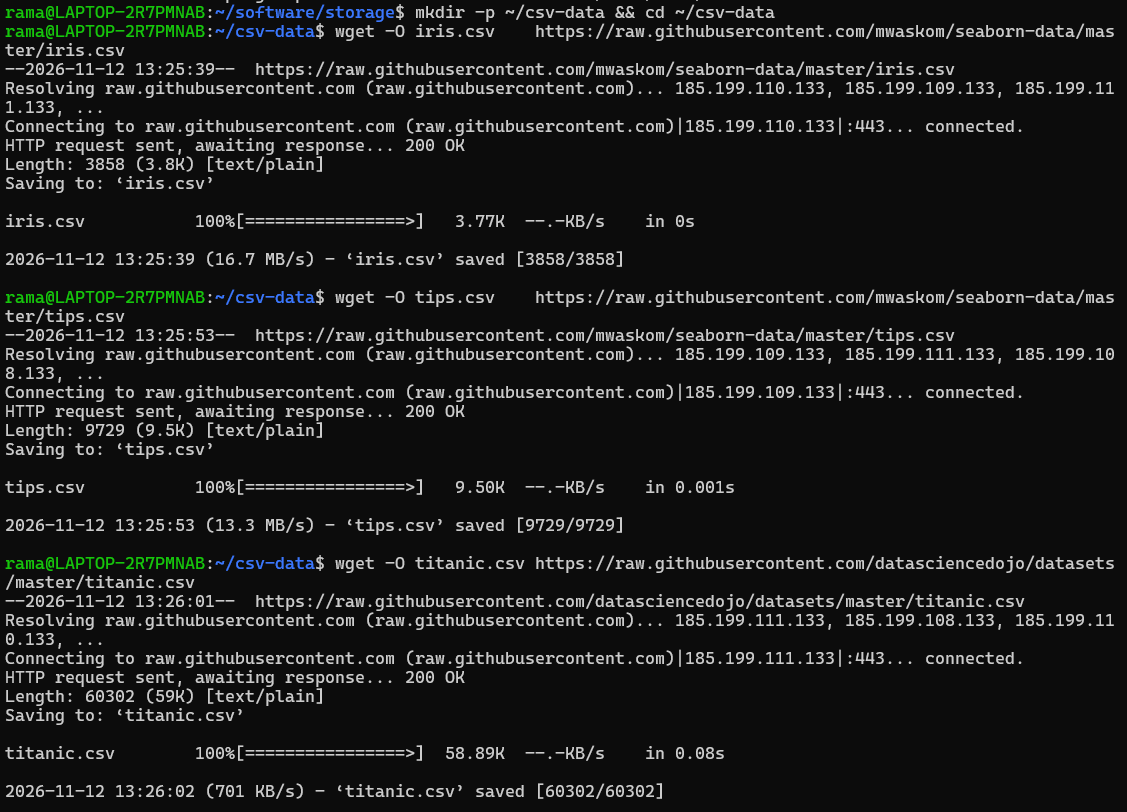 rama@LAPTOP-2R7PMNAB:~/software/storage$ mkdir -p ~/csv-data && cd ~/csv-data
rama@LAPTOP-2R7PMNAB:~/csv-data$ wget -O iris.csv    https://raw.githubusercontent.com/mwaskom/seaborn-data/mas
ter/iris.csv
--2026-11-12 13:25:39--  https://raw.githubusercontent.com/mwaskom/seaborn-data/master/iris.csv
Resolving raw.githubusercontent.com (raw.githubusercontent.com)... 185.199.110.133, 185.199.109.133, 185.199.11
1.133, ...
Connecting to raw.githubusercontent.com (raw.githubusercontent.com)|185.199.110.133|:443... connected.
HTTP request sent, awaiting response... 200 OK
Length: 3858 (3.8K) [text/plain]
Saving to: ‘iris.csv’
iris.csv           100%[================>]   3.77K  --.-KB/s    in 0s
2026-11-12 13:25:39 (16.7 MB/s) - ‘iris.csv’ saved [3858/3858]
rama@LAPTOP-2R7PMNAB:~/csv-data$ wget -O tips.csv    https://raw.githubusercontent.com/mwaskom/seaborn-data/mas
ter/tips.csv
--2026-11-12 13:25:53--  https://raw.githubusercontent.com/mwaskom/seaborn-data/master/tips.csv
Resolving raw.githubusercontent.com (raw.githubusercontent.com)... 185.199.109.133, 185.199.111.133, 185.199.10
8.133, ...
Connecting to raw.githubusercontent.com (raw.githubusercontent.com)|185.199.109.133|:443... connected.
HTTP request sent, awaiting response... 200 OK
Length: 9729 (9.5K) [text/plain]
Saving to: ‘tips.csv’
tips.csv           100%[================>]   9.50K  --.-KB/s    in 0.001s
2026-11-12 13:25:53 (13.3 MB/s) - ‘tips.csv’ saved [9729/9729]
rama@LAPTOP-2R7PMNAB:~/csv-data$ wget -O titanic.csv https://raw.githubusercontent.com/datasciencedojo/datasets
/master/titanic.csv
--2026-11-12 13:26:01--  https://raw.githubusercontent.com/datasciencedojo/datasets/master/titanic.csv
Resolving raw.githubusercontent.com (raw.githubusercontent.com)... 185.199.111.133, 185.199.108.133, 185.199.11
0.133, ...
Connecting to raw.githubusercontent.com (raw.githubusercontent.com)|185.199.111.133|:443... connected.
HTTP request sent, awaiting response... 200 OK
Length: 60302 (59K) [text/plain]
Saving to: ‘titanic.csv’
titanic.csv        100%[================>]  58.89K  --.-KB/s    in 0.08s
2026-11-12 13:26:02 (701 KB/s) - ‘titanic.csv’ saved [60302/60302]